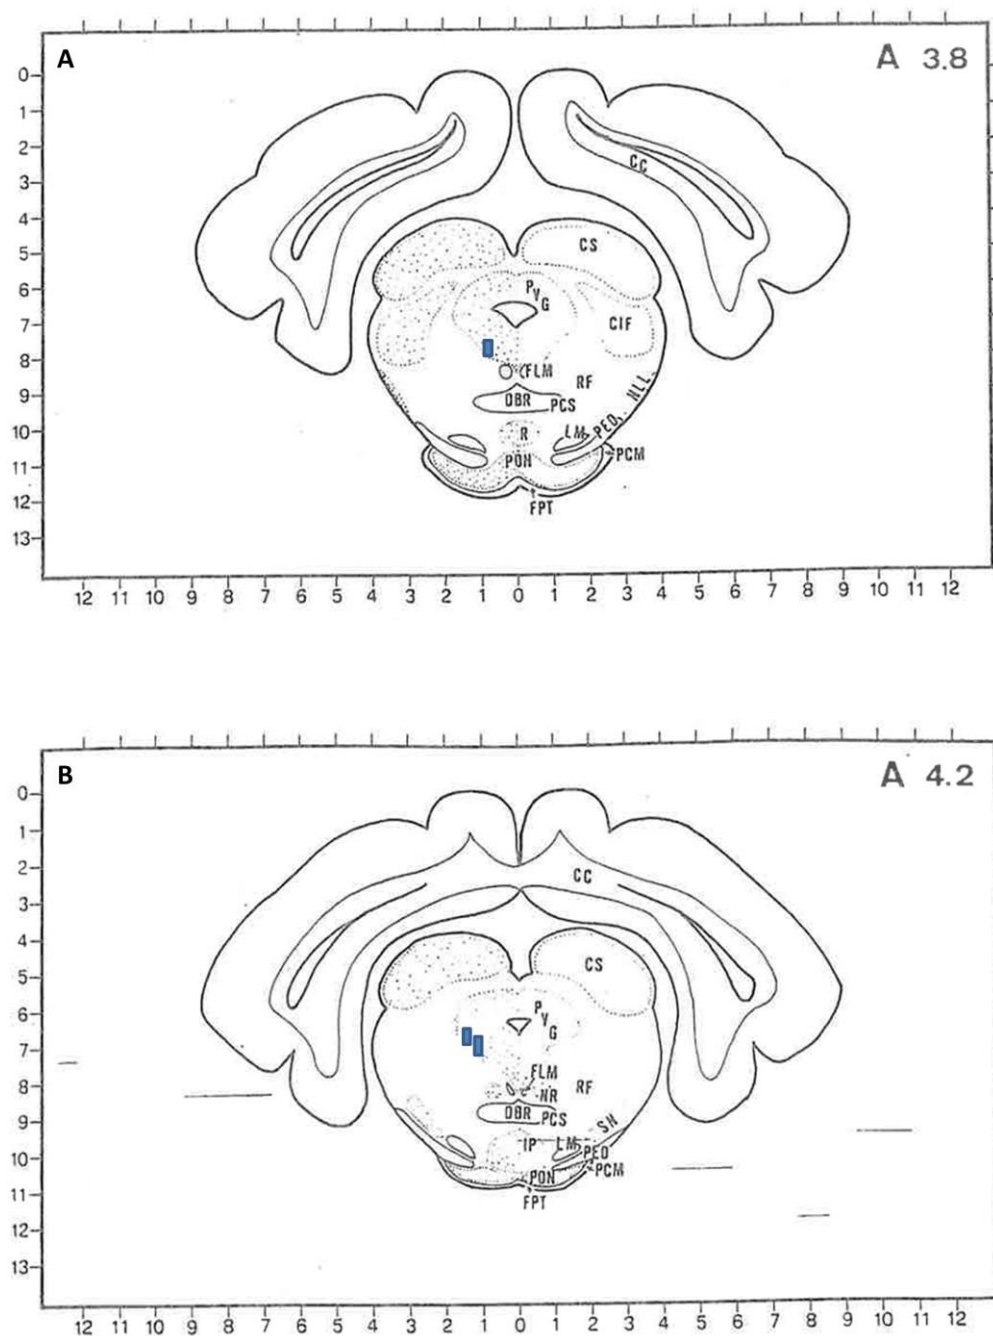 A
A 3.8
0
1
2
3
4
5
6
7
8
9
10
11
12
13
CC
CS
P
V
G
CIF
FLM
RF
NLL
DBR
PCS
R
LM
PED
PCM
PON
FPT
12 11 10 9 8 7 6 5 4 3 2 1 0 1 2 3 4 5 6 7 8 9 10 11 12
B
A 4.2
0
1
2
3
4
5
6
7
8
9
10
11
12
13
CC
CS
P
V
G
FLM
RF
NR
DBR
PCS
SN
IP
LM
PED
PCM
PON
FPT
12 11 10 9 8 7 6 5 4 3 2 1 0 1 2 3 4 5 6 7 8 9 10 11 12